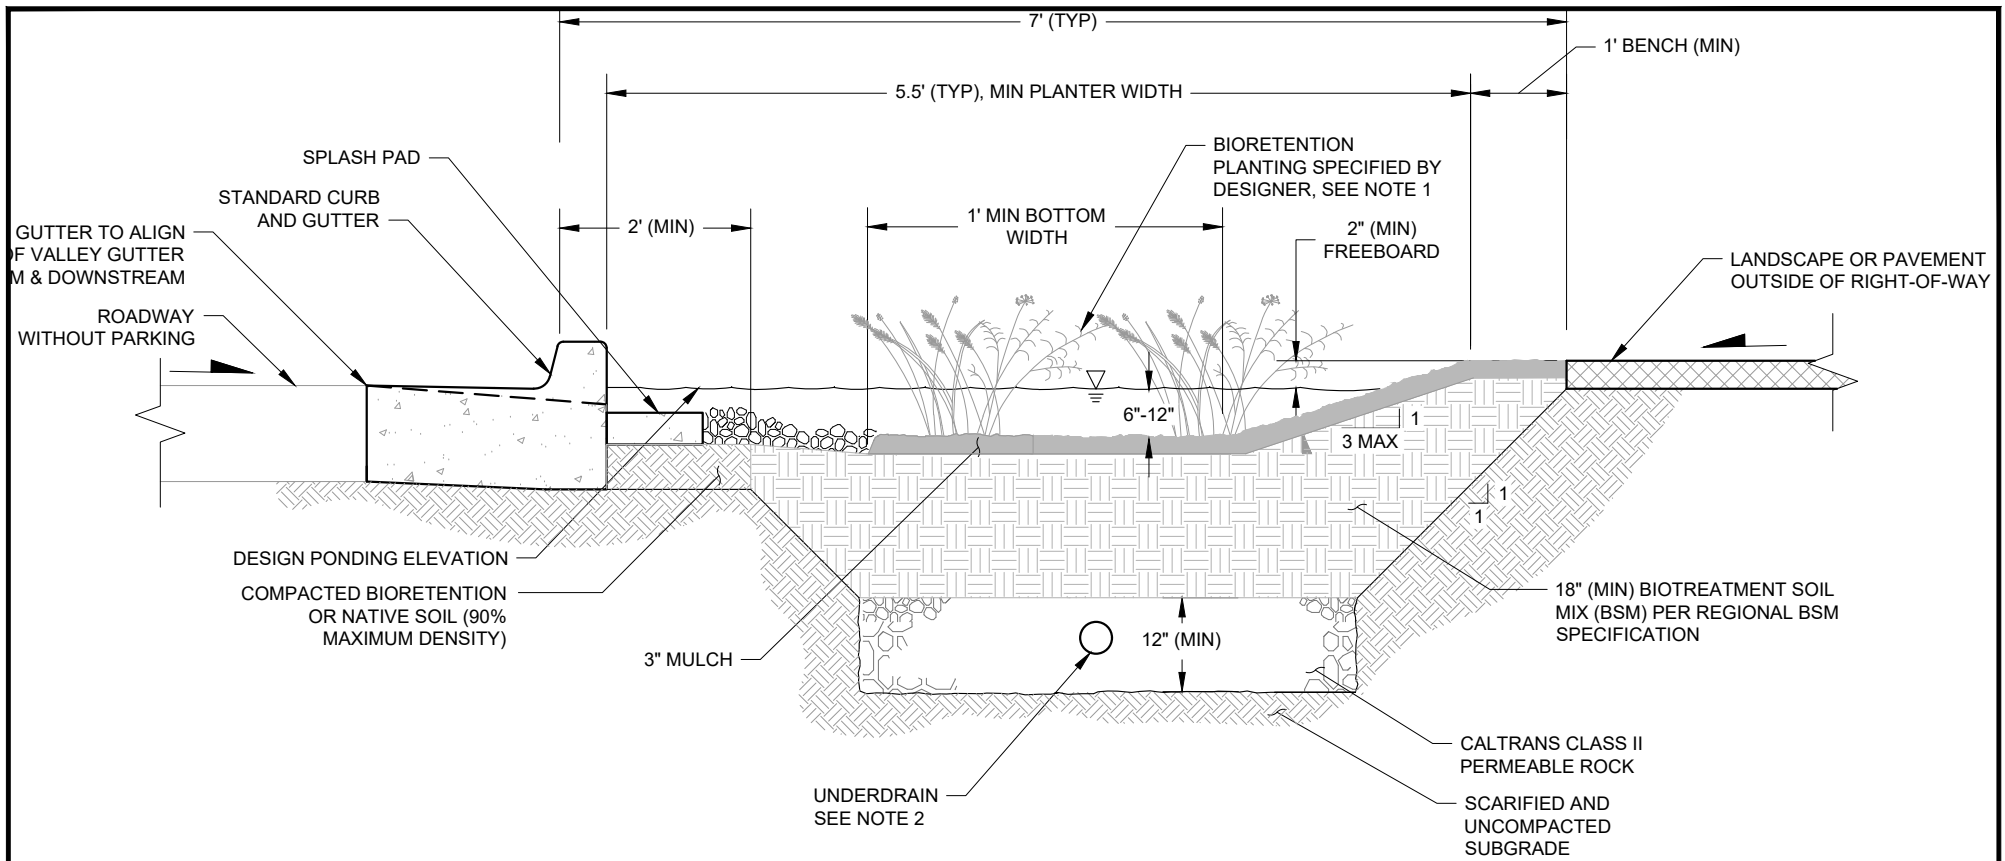 7' (TYP)
1' BENCH (MIN)
5.5' (TYP), MIN PLANTER WIDTH
SPLASH PAD
BIORETENTION
PLANTING SPECIFIED BY
DESIGNER, SEE NOTE 1
STANDARD CURB
AND GUTTER
2' (MIN)
1' MIN BOTTOM
WIDTH
2" (MIN)
FREEBOARD
GUTTER TO ALIGN
OF VALLEY GUTTER
M & DOWNSTREAM
LANDSCAPE OR PAVEMENT
OUTSIDE OF RIGHT-OF-WAY
ROADWAY
WITHOUT PARKING
6"-12"
1
3 MAX
1
1
DESIGN PONDING ELEVATION
COMPACTED BIORETENTION
OR NATIVE SOIL (90%
MAXIMUM DENSITY)
18" (MIN) BIOTREATMENT SOIL
MIX (BSM) PER REGIONAL BSM
SPECIFICATION
3" MULCH
12" (MIN)
CALTRANS CLASS II
PERMEABLE ROCK
UNDERDRAIN
SEE NOTE 2
SCARIFIED AND
UNCOMPACTED
SUBGRADE